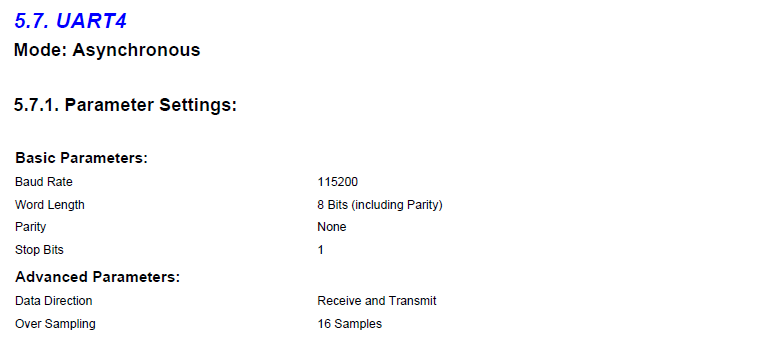 5.7. UART4
Mode: Asynchronous
5.7.1. Parameter Settings:
Basic Parameters:
Baud Rate 115200
Word Length 8 Bits (including Parity)
Parity None
Stop Bits 1
Advanced Parameters:
Data Direction Receive and Transmit
Over Sampling 16 Samples